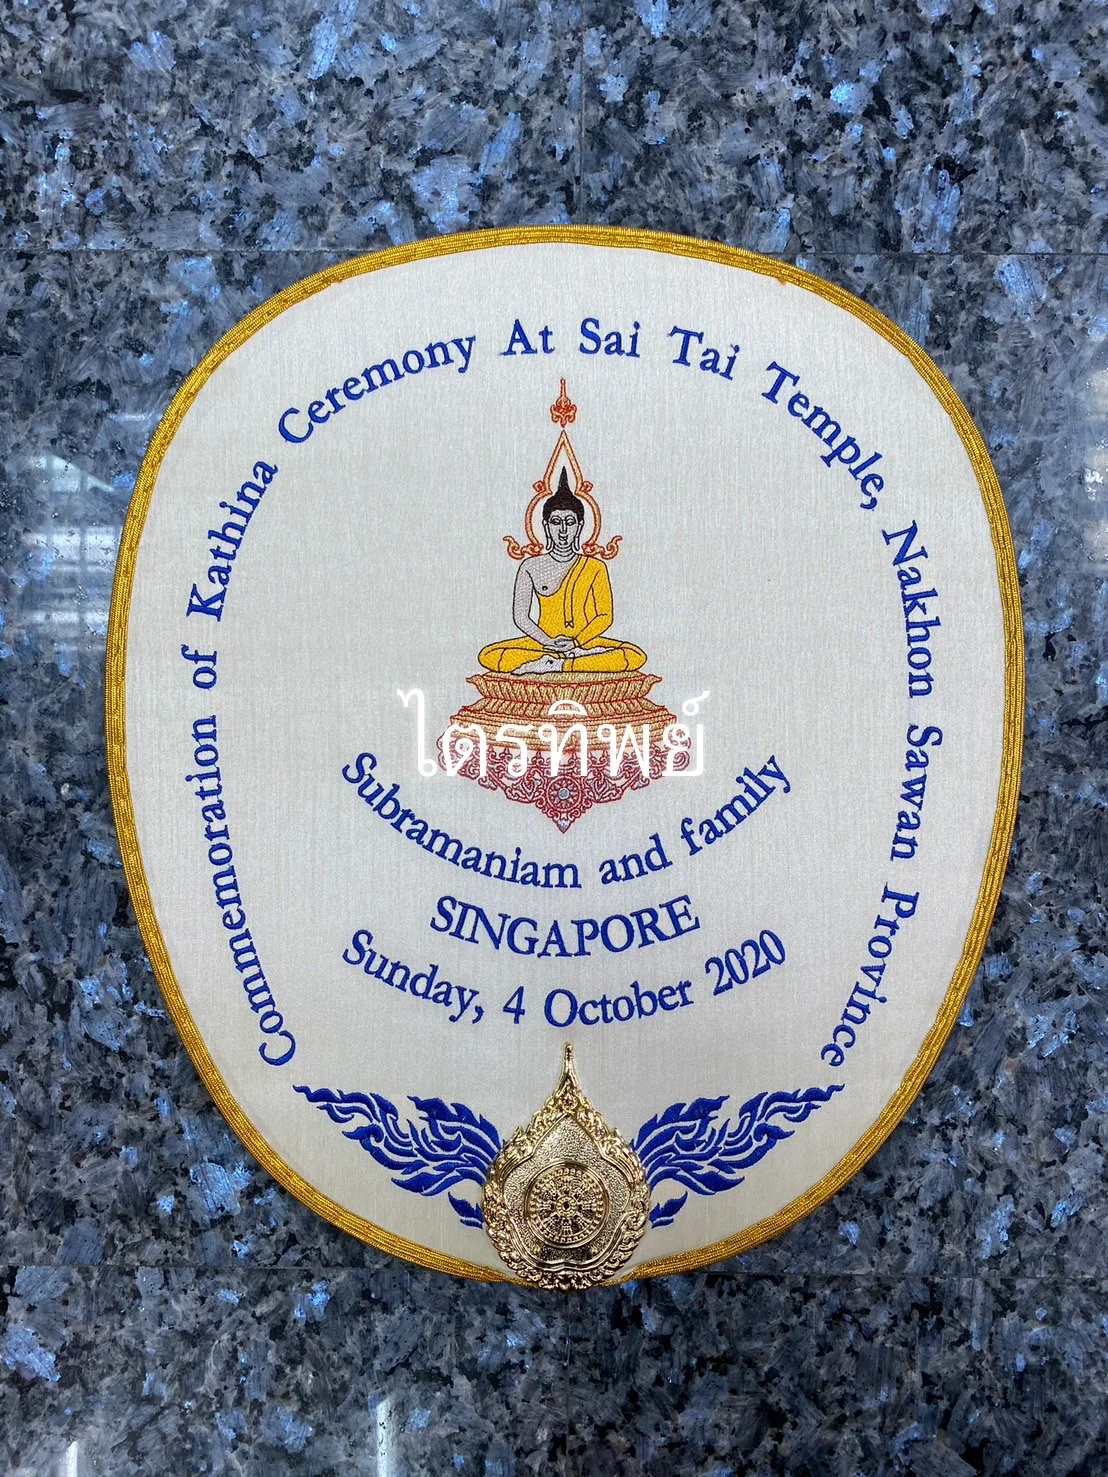 Commemoration of Kathina Ceremony At Sai Tai Temple, Nakhon Sawan Province
ไตรทิพย์
Subramaniam and family
SINGAPORE
Sunday, 4 October 2020